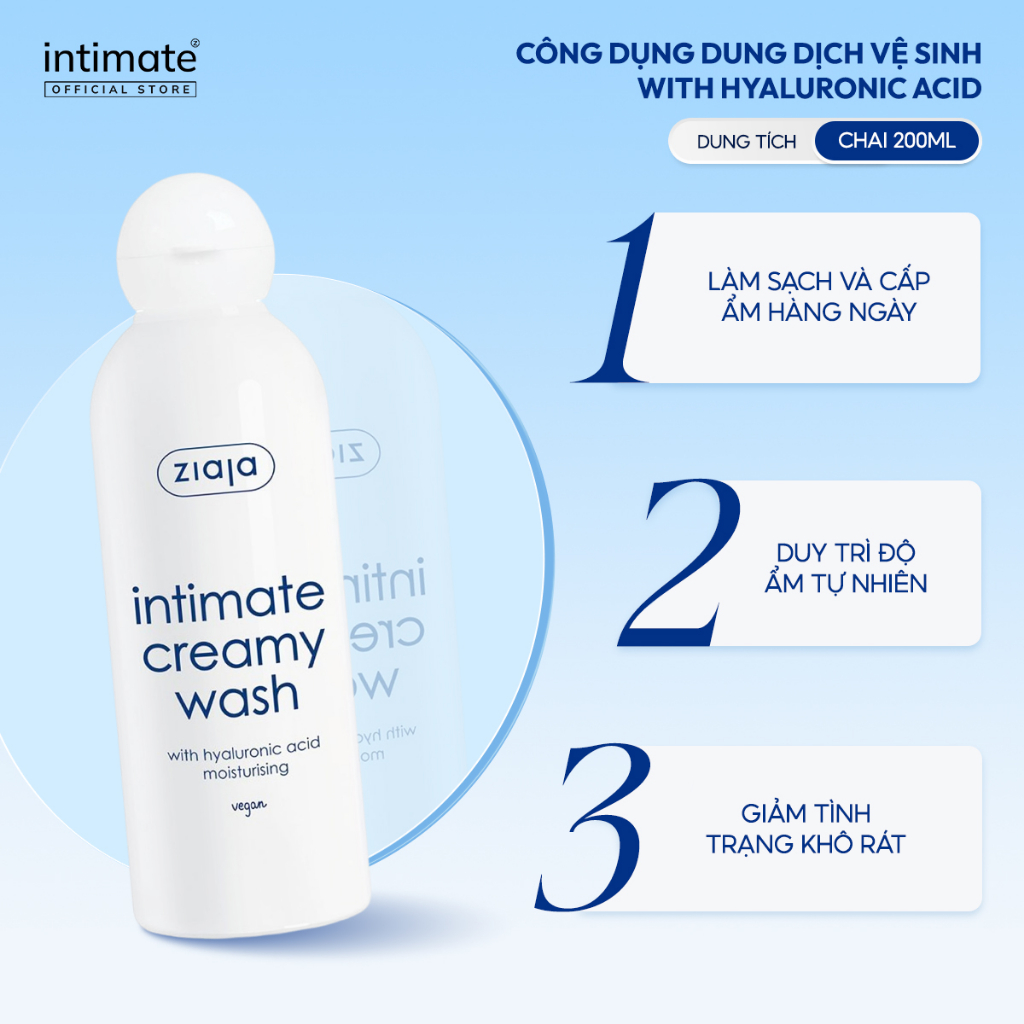 intimate
OFFICIAL STORE
CÔNG DỤNG DUNG DỊCH VỆ SINH
WITH HYALURONIC ACID
DUNG TÍCH
CHAI 200ML
1
LÀM SẠCH VÀ CẤP
ẨM HÀNG NGÀY
2
DUY TRÌ ĐỘ
ẨM TỰ NHIÊN
3
GIẢM TÌNH
TRẠNG KHÔ RÁT
ziaja
intimate
creamy
wash
with hyaluronic acid
moisturising
vegan